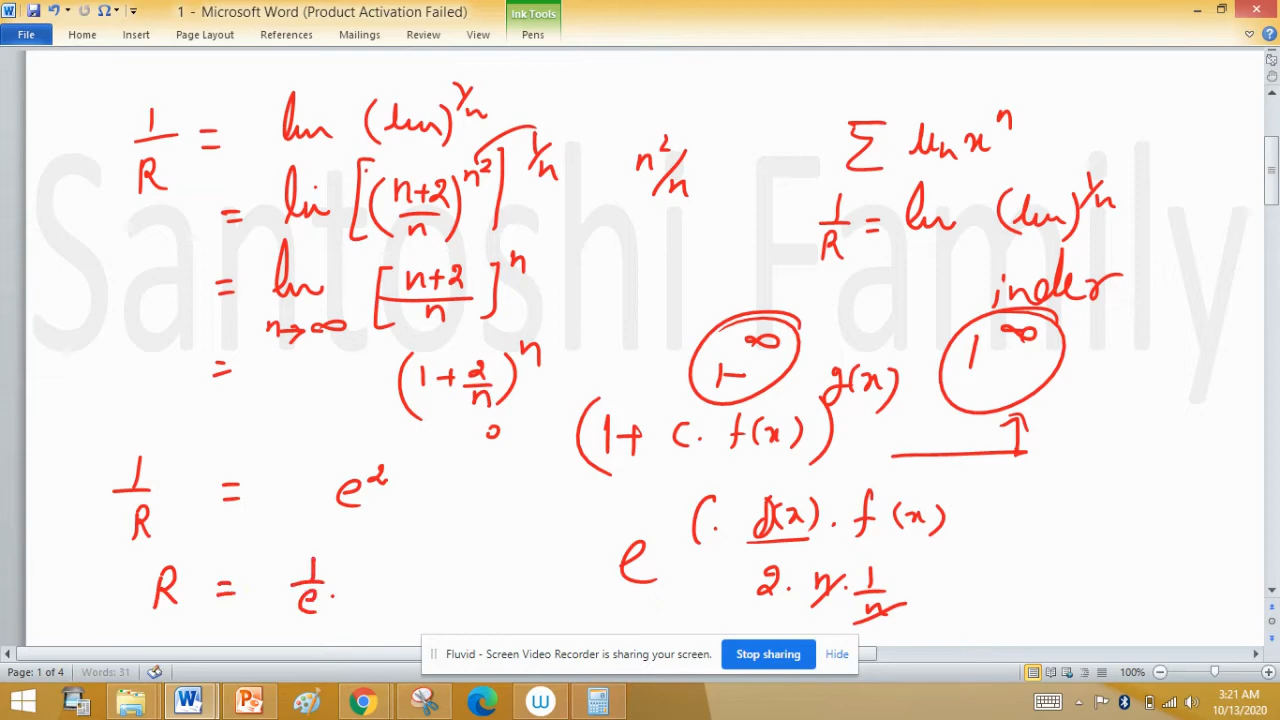 1 - Microsoft Word (Product Activation Failed)
Ink Tools
File Home Insert Page Layout References Mailings Review View Pens
Santoshi Family
1/R = lim (un)^1/n
= lim [((n+2)/n)^n²]^1/n
n²/n
= lim n→∞ [(n+2)/n]^n
= (1 + 2/n)^n
0
1/R = e²
R = 1/e.
∑ un x^n
1/R = lim (un)^1/n
1^∞
1^∞
(1 + c. f(x))^g(x)
e^(c. g(x). f(x))
2. n. 1/n
Fluvid - Screen Video Recorder is sharing your screen.
Stop sharing
Hide
Page: 1 of 4
Words: 31
100%
3:21 AM
10/13/2020